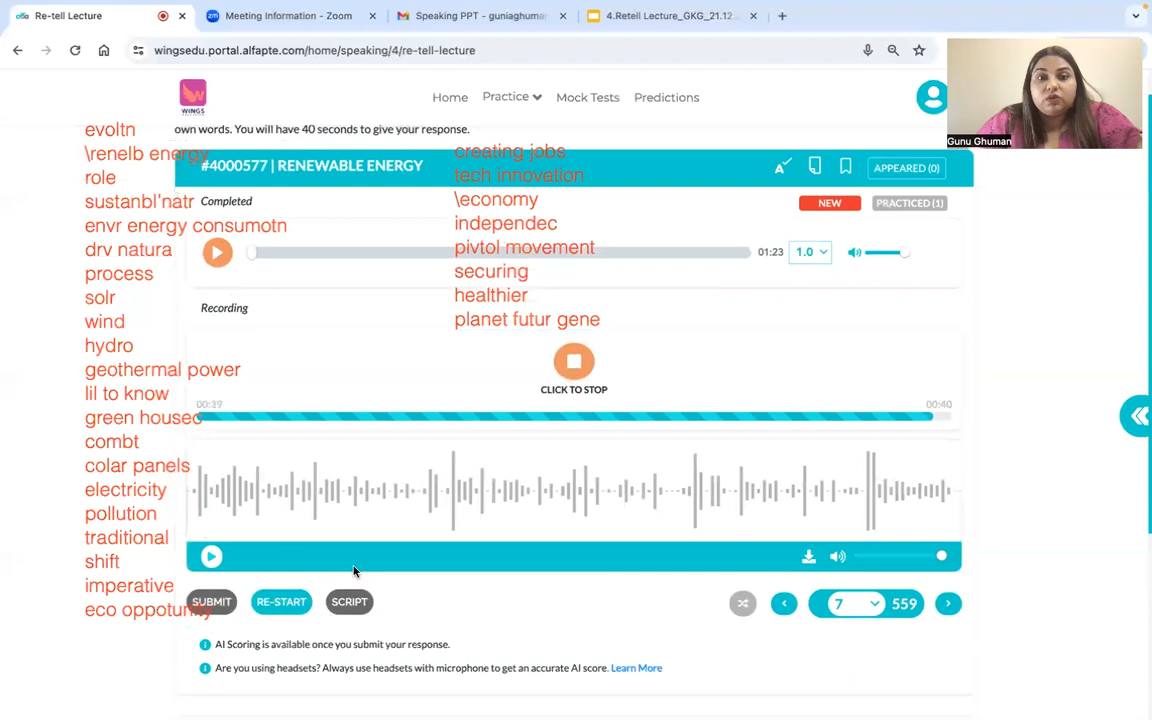 Re-tell Lecture
Meeting Information - Zoom
Speaking PPT - guniaghuman
4.Retell Lecture_GKG_21.12...
wingsedu.portal.alfapte.com/home/speaking/4/re-tell-lecture
WINGS
Home
Practice
Mock Tests
Predictions
Gunu Ghuman
own words. You will have 40 seconds to give your response.
#4000577 | RENEWABLE ENERGY
APPEARED (0)
Completed
NEW
PRACTICED (1)
01:23
1.0
Recording
CLICK TO STOP
00:39
00:40
SUBMIT
RE-START
SCRIPT
7
559
AI Scoring is available once you submit your response.
Are you using headsets? Always use headsets with microphone to get an accurate AI score. Learn More
evoltn
\renelb energy
role
sustanbl'natr
envr energy consumotn
drv natura
process
solr
wind
hydro
geothermal power
lil to know
green housec
combt
colar panels
electricity
pollution
traditional
shift
imperative
eco oppotunity
creating jobs
tech innovation
\economy
independec
pivtol movement
securing
healthier
planet futur gene